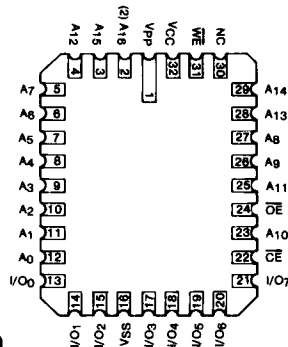 A12 A15 (2) A16 VPP VCC W̅E̅ NC
4 3 2 1 32 31 30
A7 5 29 A14
A6 6 28 A13
A5 7 27 A8
A4 8 26 A9
A3 9 25 A11
A2 10 24 O̅E̅
A1 11 23 A10
A0 12 22 C̅E̅
I/O0 13 21 I/O7
14 15 16 17 18 19 20
I/O1 I/O2 VSS I/O3 I/O4 I/O5 I/O6